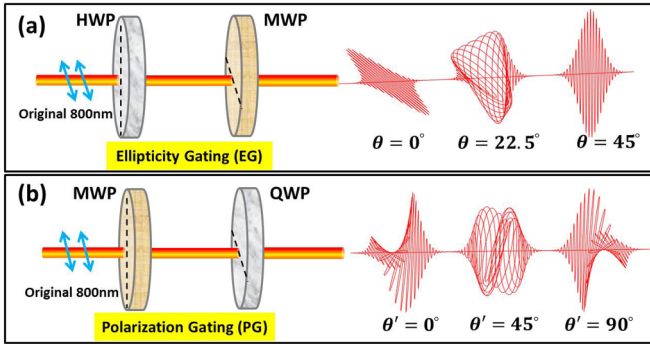 (a) HWP MWP
Original 800nm
Ellipticity Gating (EG)
θ = 0° θ = 22.5° θ = 45°
(b) MWP QWP
Original 800nm
Polarization Gating (PG)
θ′ = 0° θ′ = 45° θ′ = 90°